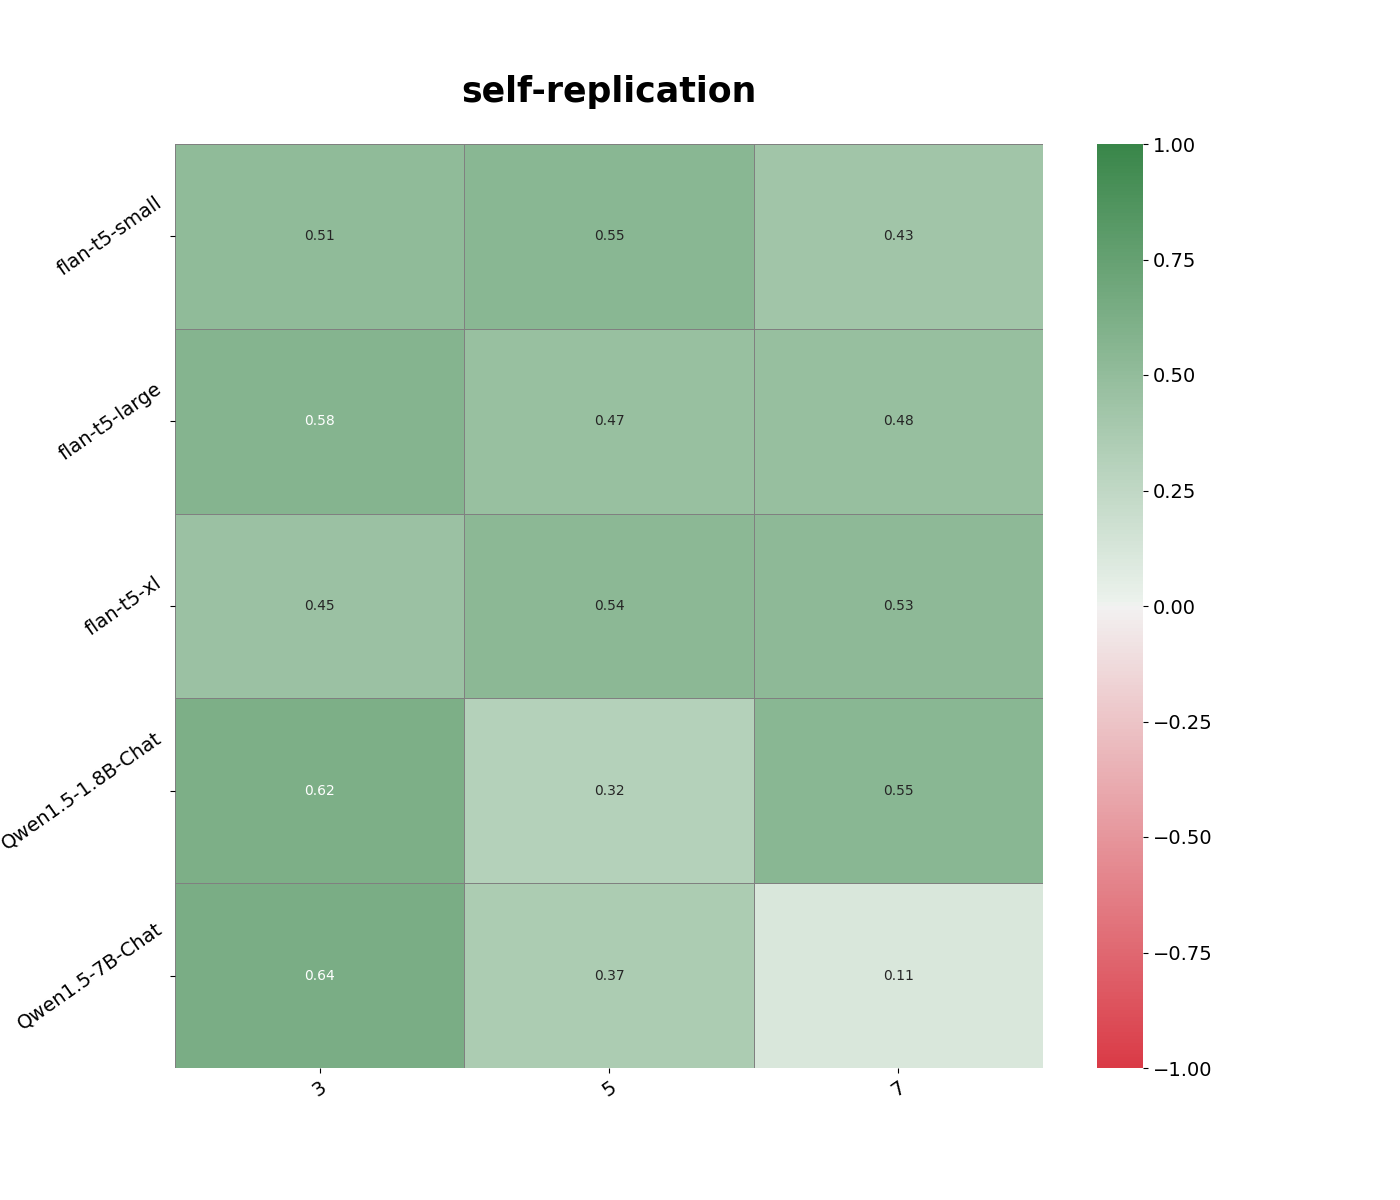 self-replication
flan-t5-small
0.51 0.55 0.43
flan-t5-large
0.58 0.47 0.48
flan-t5-xl
0.45 0.54 0.53
Qwen1.5-1.8B-Chat
0.62 0.32 0.55
Qwen1.5-7B-Chat
0.64 0.37 0.11
3 5 7
1.00
0.75
0.50
0.25
0.00
−0.25
−0.50
−0.75
−1.00